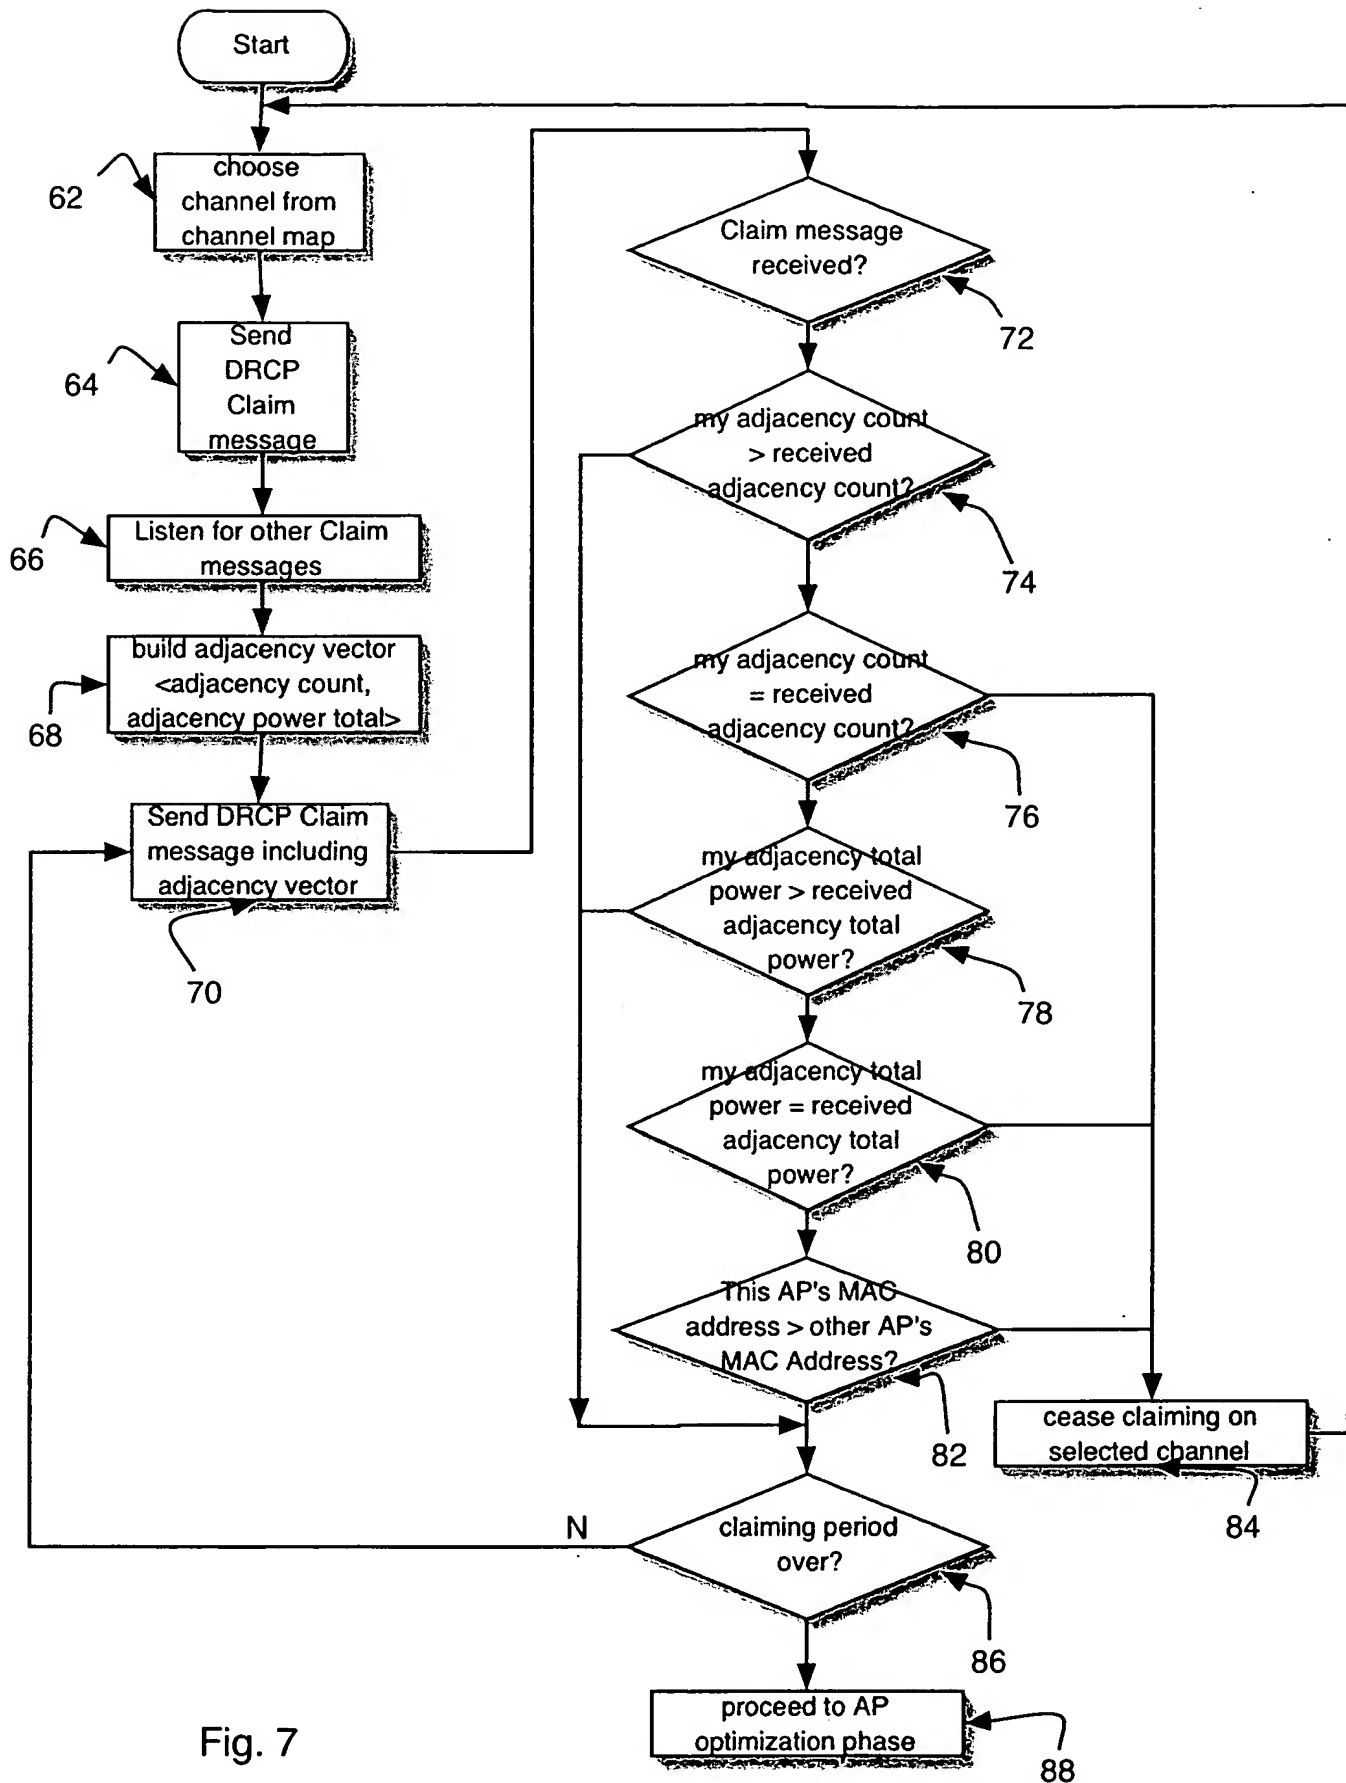 Start
choose
channel from
channel map
62
Send
DRCP
Claim
message
64
Listen for other Claim
messages
66
build adjacency vector
<adjacency count,
adjacency power total>
68
Send DRCP Claim
message including
adjacency vector
70
Claim message
received?
72
my adjacency count
> received
adjacency count?
74
my adjacency count
= received
adjacency count?
76
my adjacency total
power > received
adjacency total
power?
78
my adjacency total
power = received
adjacency total
power?
80
This AP's MAC
address > other AP's
MAC Address?
82
cease claiming on
selected channel
84
claiming period
over?
N
86
proceed to AP
optimization phase
88
Fig. 7